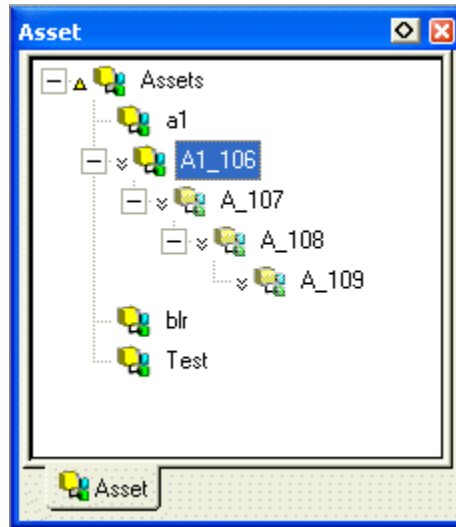 Asset
Assets
a1
A1_106
A_107
A_108
A_109
blr
Test
Asset